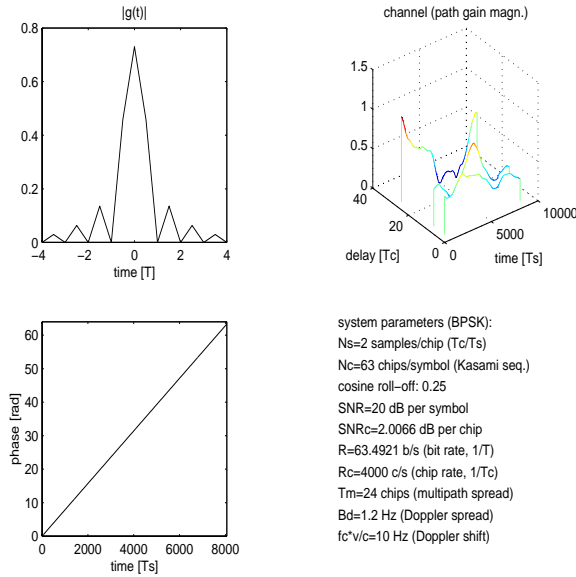 |g(t)|
0.8
0.6
0.4
0.2
0
−4 −2 0 2 4
time [T]
channel (path gain magn.)
1.5
1
0.5
0
40
20
0
0
5000
10000
delay [Tc]
time [Ts]
60
50
40
30
20
10
0
phase [rad]
0 2000 4000 6000 8000
time [Ts]
system parameters (BPSK):
Ns=2 samples/chip (Tc/Ts)
Nc=63 chips/symbol (Kasami seq.)
cosine roll−off: 0.25
SNR=20 dB per symbol
SNRc=2.0066 dB per chip
R=63.4921 b/s (bit rate, 1/T)
Rc=4000 c/s (chip rate, 1/Tc)
Tm=24 chips (multipath spread)
Bd=1.2 Hz (Doppler spread)
fc*v/c=10 Hz (Doppler shift)